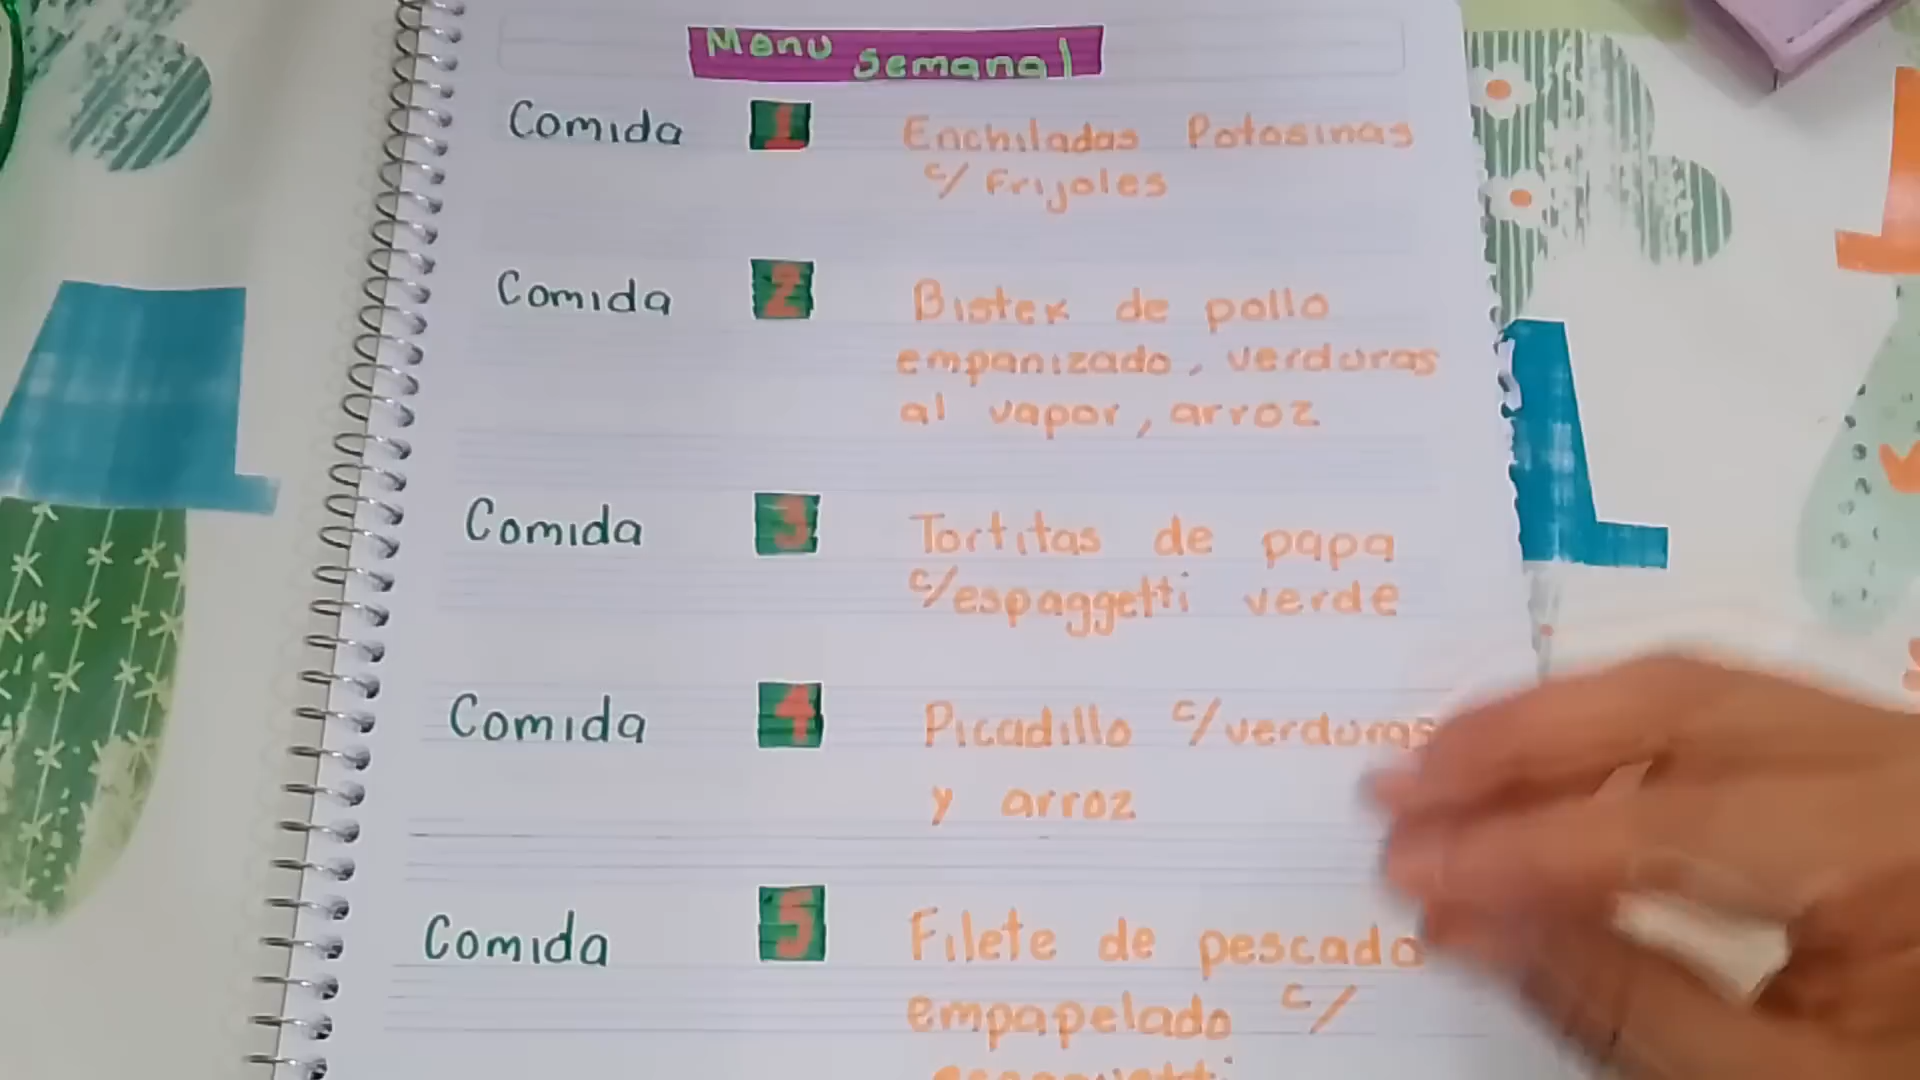 Menu Semanal
Comida 1 Enchiladas Potosinas
c/ Frijoles
Comida 2 Bistek de pollo
empanizado, verduras
al vapor, arroz
Comida 3 Tortitas de papa
c/espaggetti verde
Comida 4 Picadillo c/verduras
y arroz
Comida 5 Filete de pescado
empapelado c/